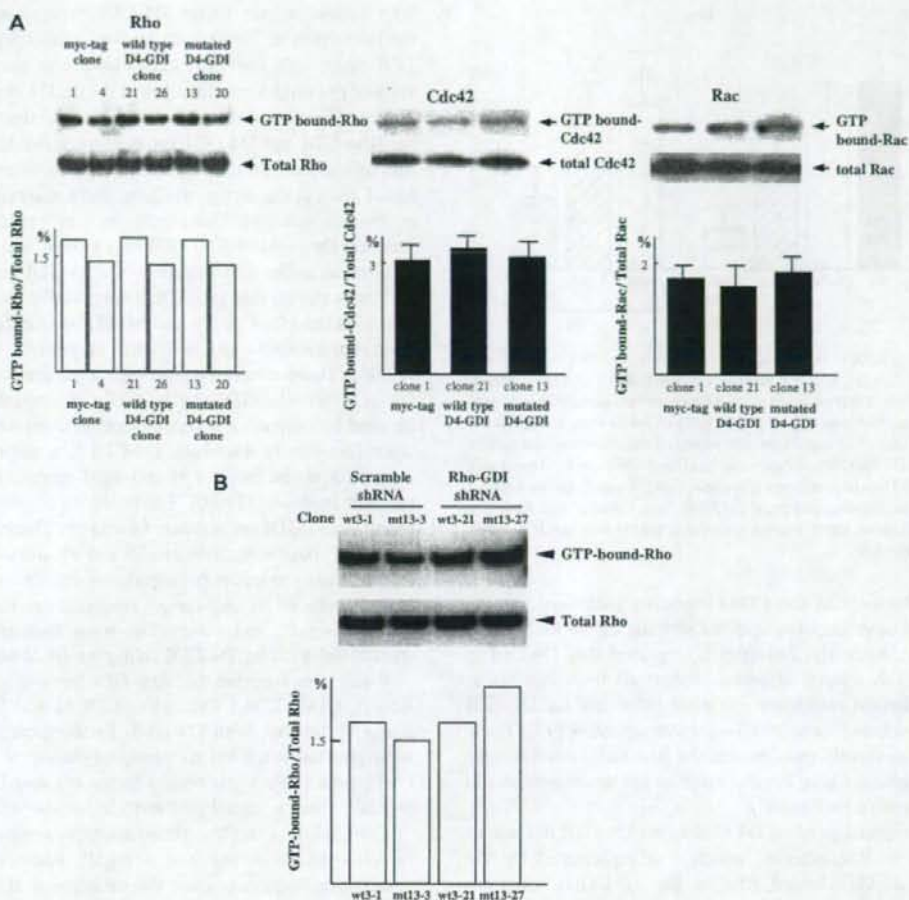 A
Rho
myc-tag clone
wild type D4-GDI clone
mutated D4-GDI clone
1 4 21 26 13 20
GTP bound-Rho
Total Rho
%
1.5
GTP bound-Rho/Total Rho
1 4 21 26 13 20
myc-tag clone
wild type D4-GDI clone
mutated D4-GDI clone
Cdc42
GTP bound-Cdc42
total Cdc42
%
3
GTP bound-Cdc42/Total Cdc42
clone 1 clone 21 clone 13
myc-tag wild type D4-GDI mutated D4-GDI
Rac
GTP bound-Rac
total Rac
%
2
GTP bound-Rac/Total Rac
clone 1 clone 21 clone 13
myc-tag wild type D4-GDI mutated D4-GDI
B
Scramble shRNA
Rho-GDI shRNA
Clone wt3-1 mt13-3 wt3-21 mt13-27
GTP-bound-Rho
Total Rho
%
1.5
GTP-bound-Rho/Total Rho
wt3-1 mt13-3 wt3-21 mt13-27